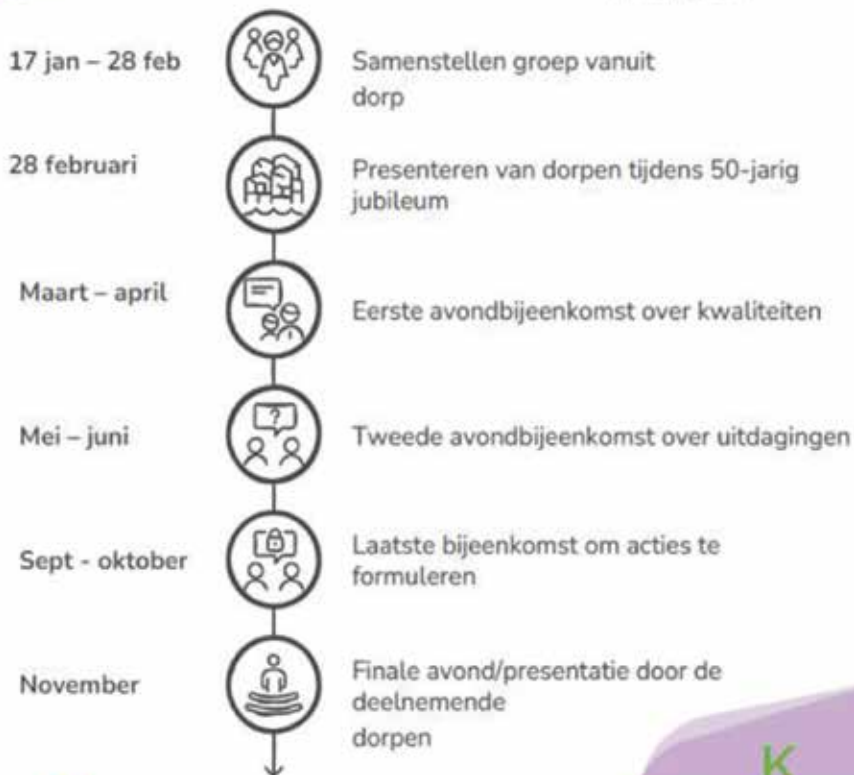 17 jan – 28 feb
Samenstellen groep vanuit
dorp
28 februari
Presenteren van dorpen tijdens 50-jarig
jubileum
Maart – april
Eerste avondbijeenkomst over kwaliteiten
?
Mei – juni
Tweede avondbijeenkomst over uitdagingen
Sept - oktober
Laatste bijeenkomst om acties te
formuleren
November
Finale avond/presentatie door de
deelnemende
dorpen
K